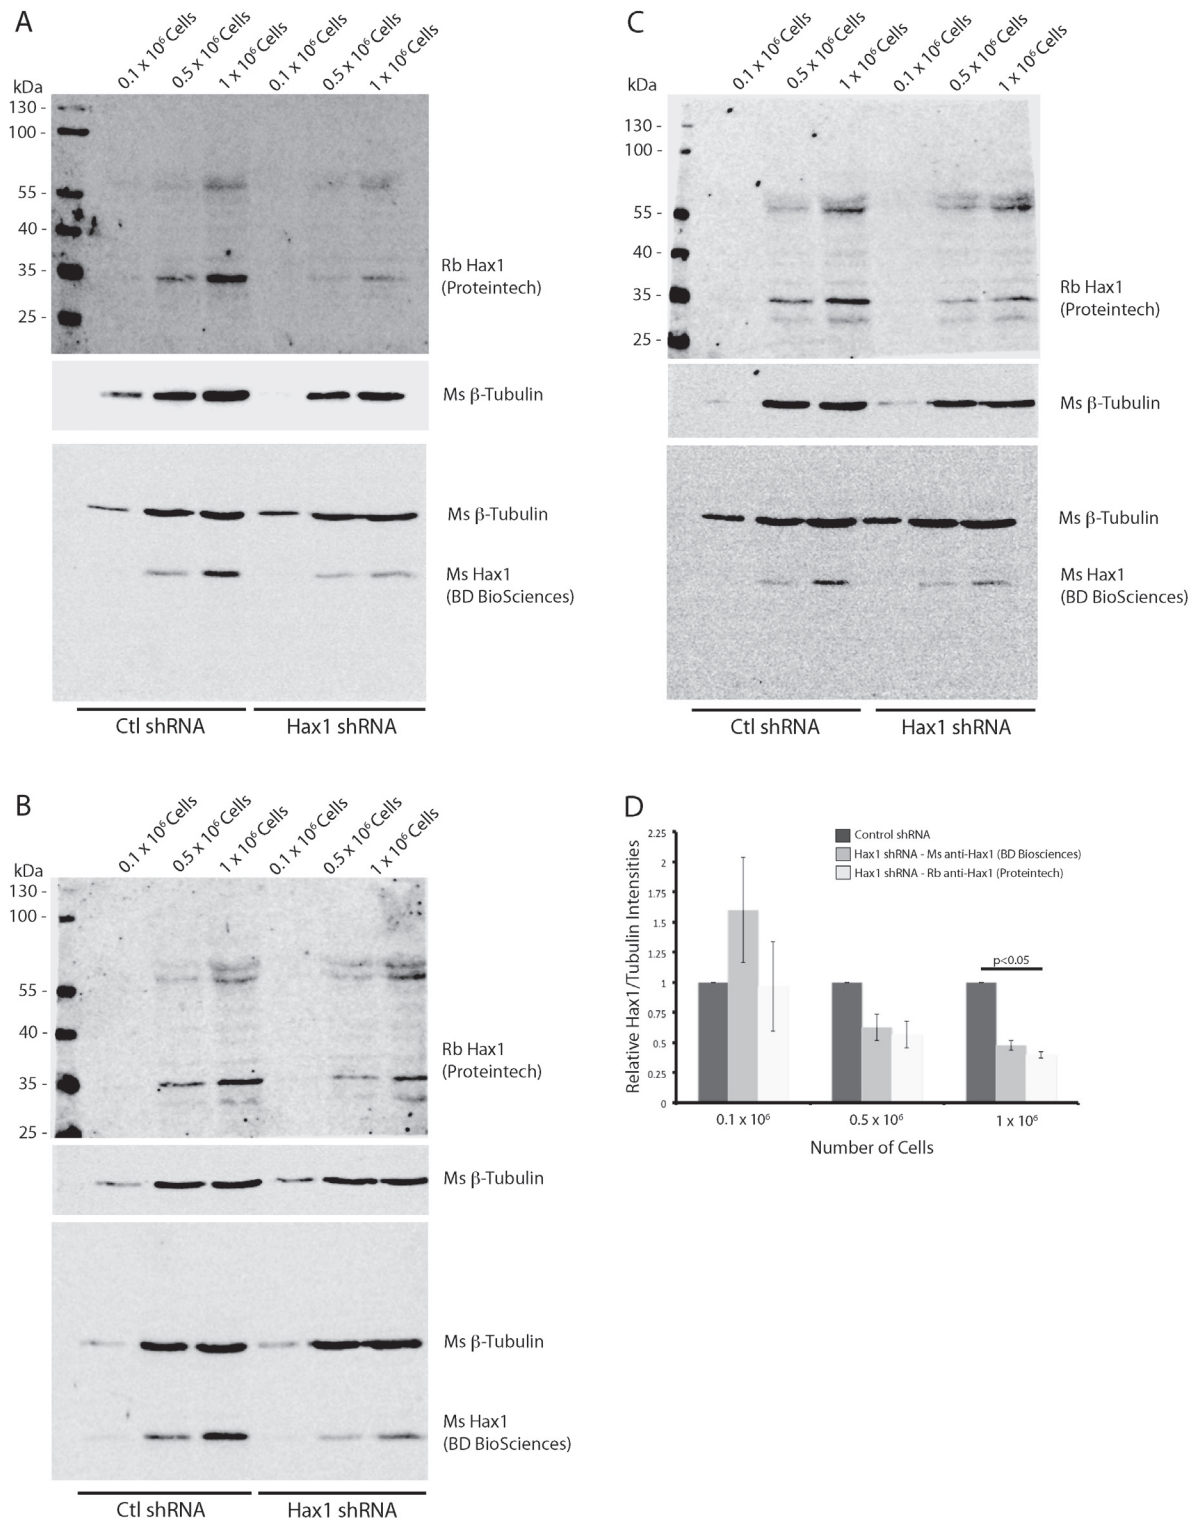 A
0.1 x 10⁶ Cells
0.5 x 10⁶ Cells
1 x 10⁶ Cells
0.1 x 10⁶ Cells
0.5 x 10⁶ Cells
1 x 10⁶ Cells
kDa
130 -
100 -
55 -
40 -
35 -
25 -
Rb Hax1
(Proteintech)
Ms β-Tubulin
Ms β-Tubulin
Ms Hax1
(BD BioSciences)
Ctl shRNA
Hax1 shRNA
C
0.1 x 10⁶ Cells
0.5 x 10⁶ Cells
1 x 10⁶ Cells
0.1 x 10⁶ Cells
0.5 x 10⁶ Cells
1 x 10⁶ Cells
kDa
130 -
100 -
55 -
40 -
35 -
25 -
Rb Hax1
(Proteintech)
Ms β-Tubulin
Ms β-Tubulin
Ms Hax1
(BD BioSciences)
Ctl shRNA
Hax1 shRNA
B
0.1 x 10⁶ Cells
0.5 x 10⁶ Cells
1 x 10⁶ Cells
0.1 x 10⁶ Cells
0.5 x 10⁶ Cells
1 x 10⁶ Cells
kDa
130 -
100 -
55 -
40 -
35 -
25 -
Rb Hax1
(Proteintech)
Ms β-Tubulin
Ms β-Tubulin
Ms Hax1
(BD BioSciences)
Ctl shRNA
Hax1 shRNA
D
Relative Hax1/Tubulin Intensities
2.25
2
1.75
1.5
1.25
1
0.75
0.5
0.25
0
Control shRNA
Hax1 shRNA - Ms anti-Hax1 (BD Biosciences)
Hax1 shRNA - Rb anti-Hax1 (Proteintech)
p<0.05
0.1 x 10⁶
0.5 x 10⁶
1 x 10⁶
Number of Cells